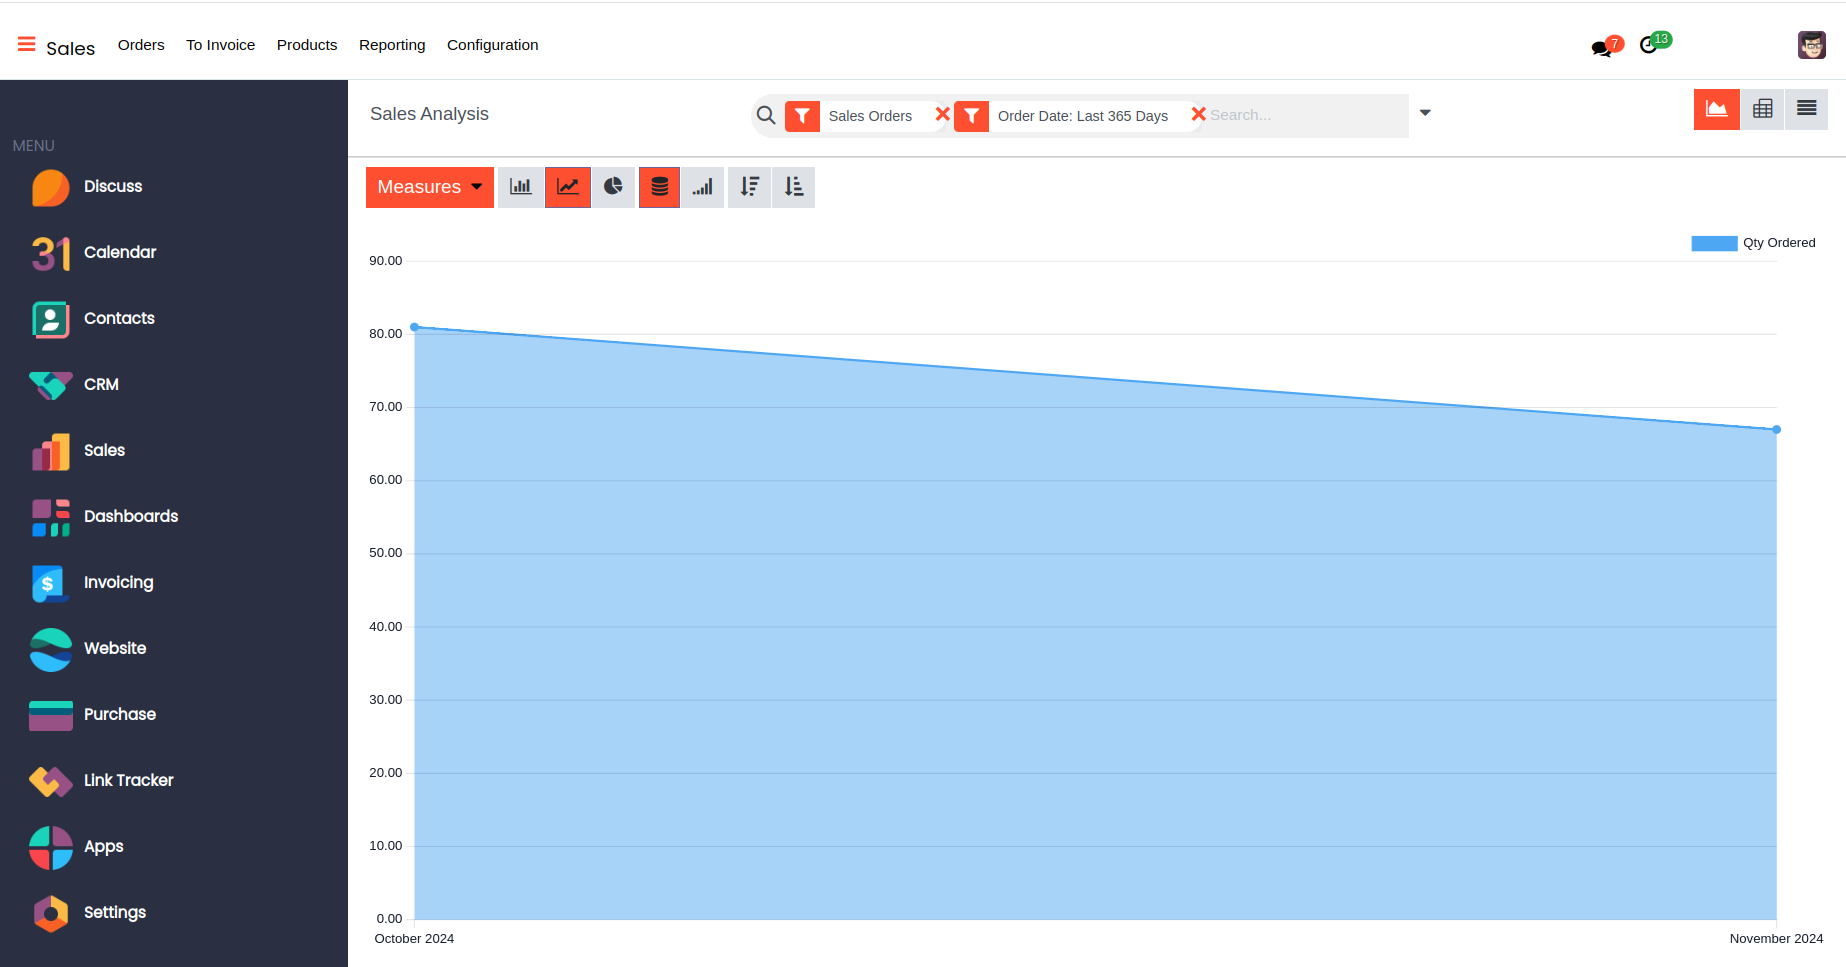 Sales Orders To Invoice Products Reporting Configuration 7 13
Sales Analysis Sales Orders Order Date: Last 365 Days Search...
MENU
Discuss
31 Calendar
Contacts
CRM
Sales
Dashboards
$ Invoicing
Website
Purchase
Link Tracker
Apps
Settings
Measures
Qty Ordered
90.00
80.00
70.00
60.00
50.00
40.00
30.00
20.00
10.00
0.00
October 2024 November 2024